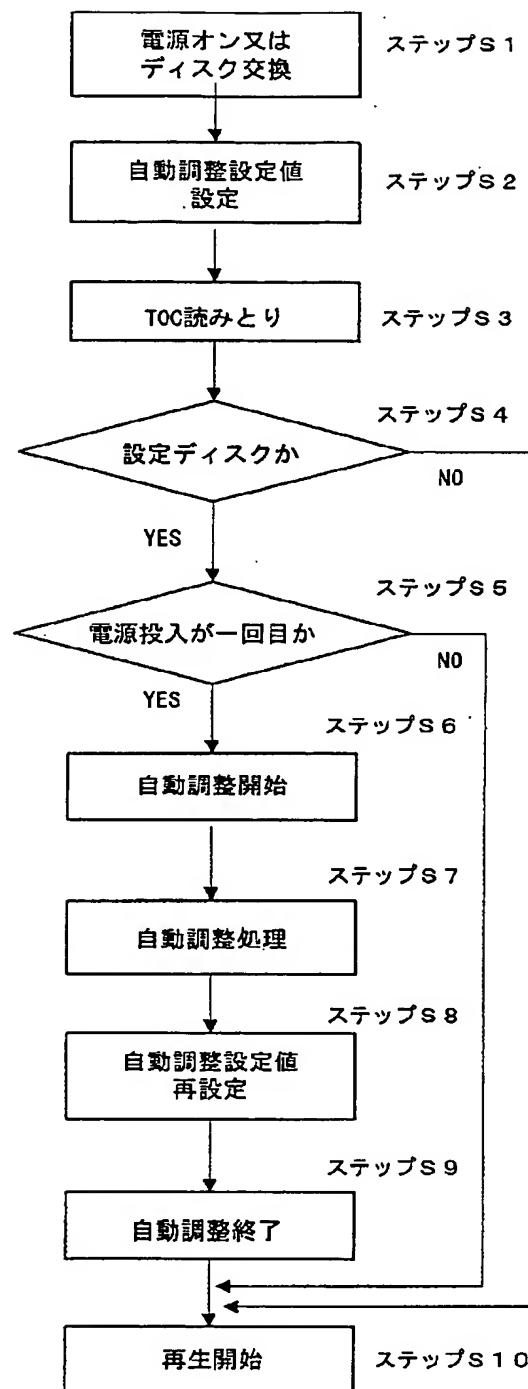 電源オン又は
ディスク交換
ステップS1
自動調整設定値
設定
ステップS2
TOC読みとり
ステップS3
ステップS4
設定ディスクか
NO
YES
ステップS5
電源投入が一回目か
NO
YES
ステップS6
自動調整開始
ステップS7
自動調整処理
ステップS8
自動調整設定値
再設定
ステップS9
自動調整終了
再生開始
ステップS10